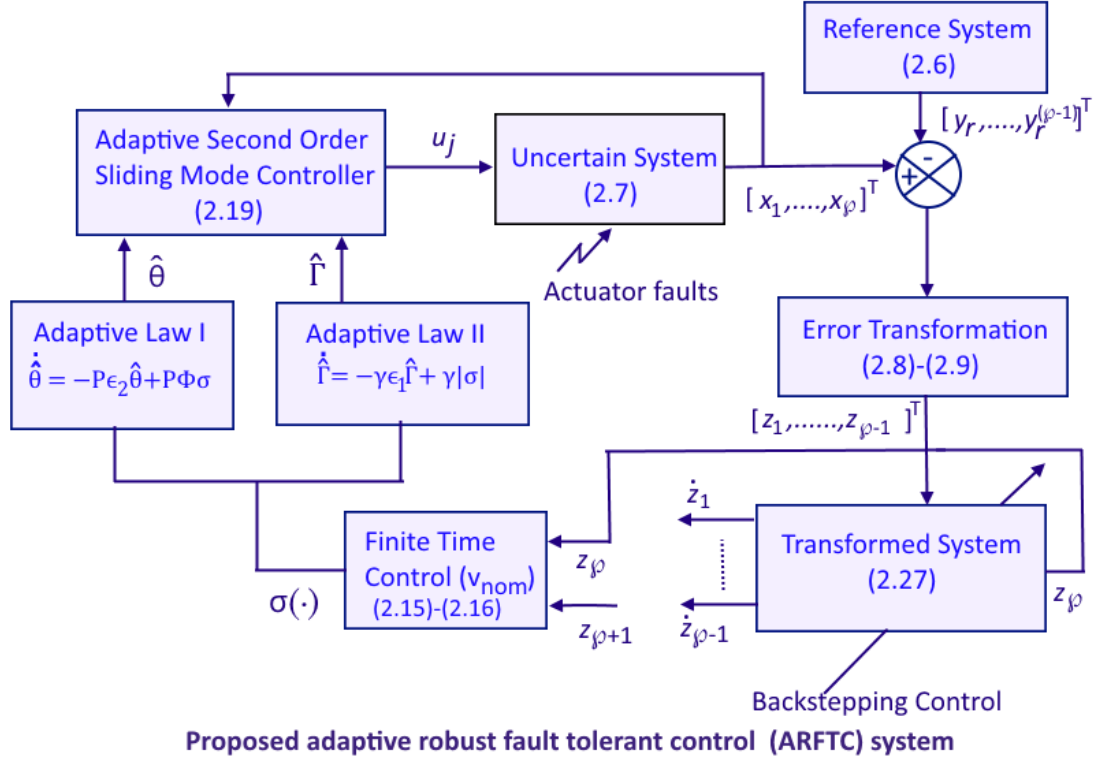 Reference System
(2.6)
[ y_r,....,y_r^(℘-1)]^T
Adaptive Second Order
Sliding Mode Controller
(2.19)
u_j
Uncertain System
(2.7)
-
+
[ x_1,....,x_℘]^T
Actuator faults
θ̂
Γ̂
Adaptive Law I
θ̂̇ = −Pϵ_2θ̂+PΦσ
Adaptive Law II
Γ̂̇ = −γϵ_1Γ̂+ γ|σ|
Error Transformation
(2.8)-(2.9)
[ z_1,......,z_℘-1 ]^T
Finite Time
Control (v_nom)
(2.15)-(2.16)
σ(·)
z_℘
z_℘+1
ż_1
ż_℘-1
Transformed System
(2.27)
z_℘
Backstepping Control
Proposed adaptive robust fault tolerant control (ARFTC) system